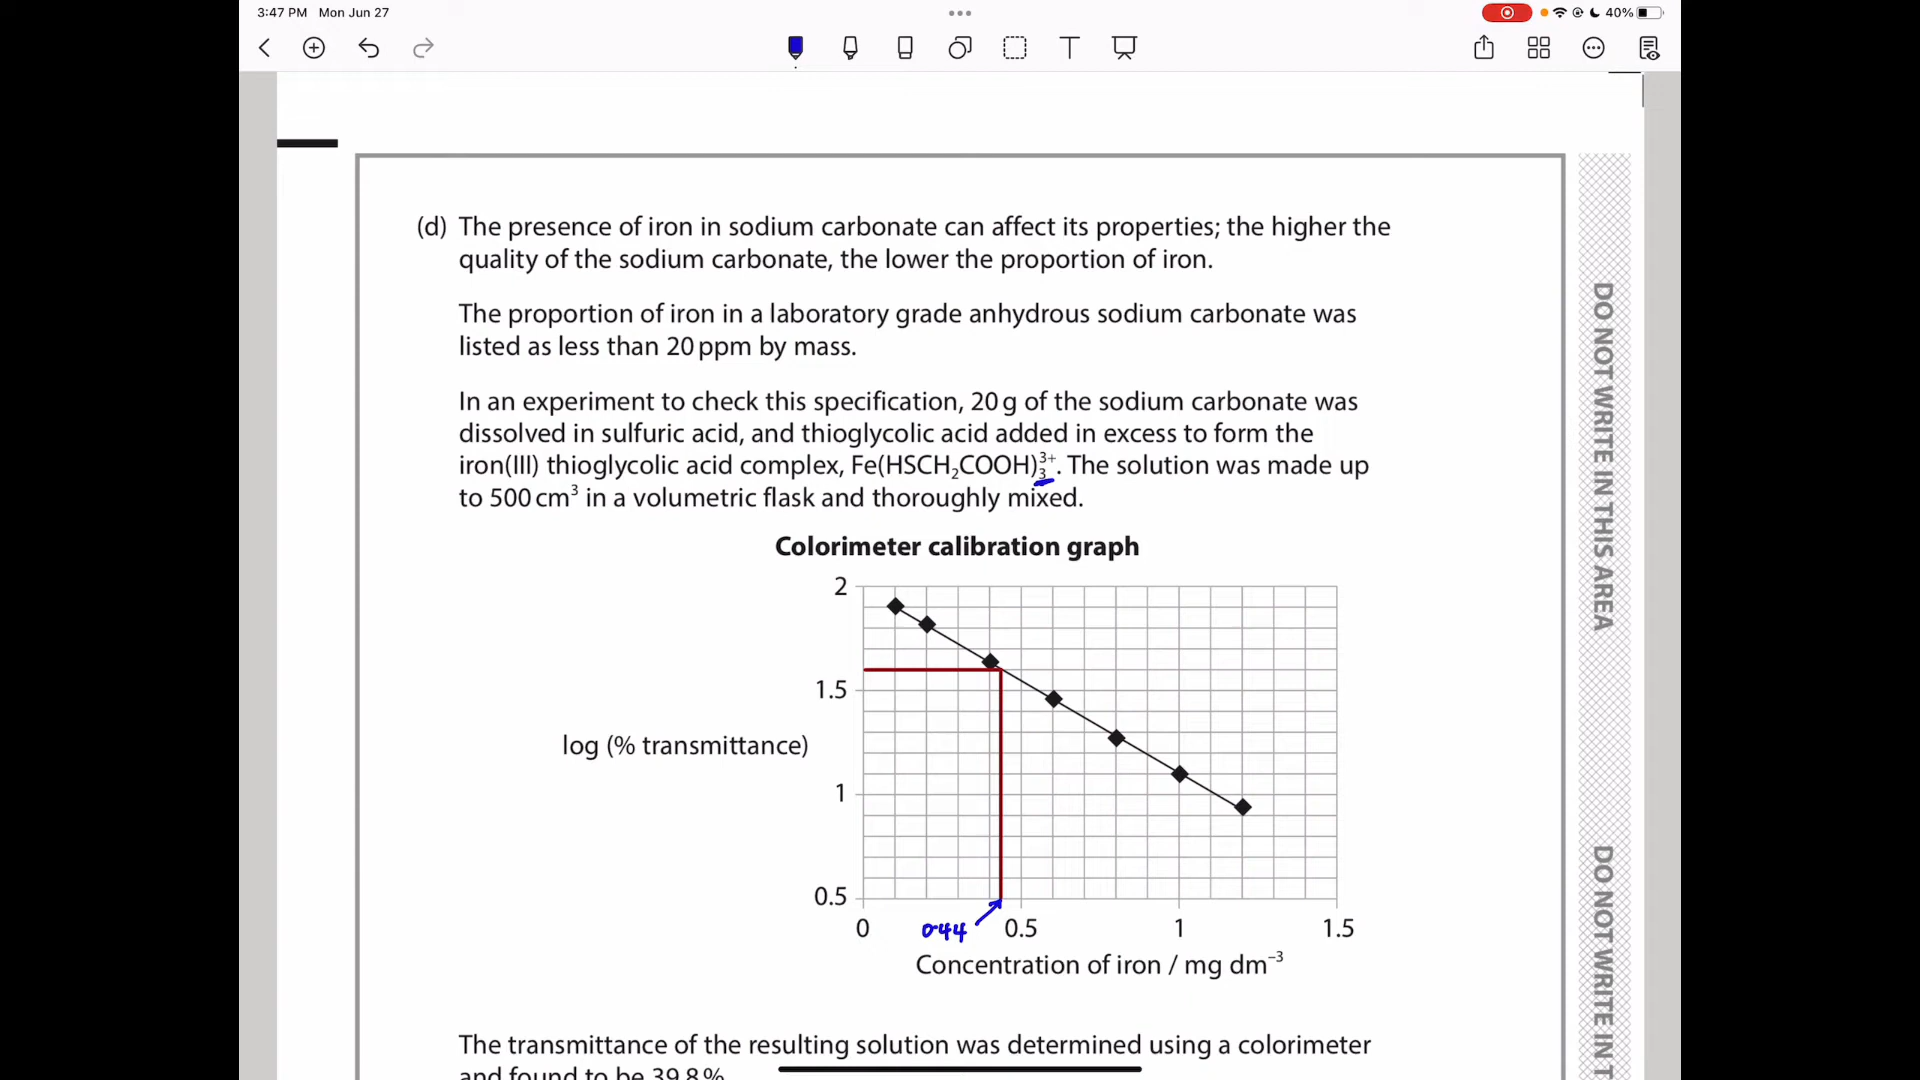 3:47 PM Mon Jun 27
40%
(d) The presence of iron in sodium carbonate can affect its properties; the higher the
quality of the sodium carbonate, the lower the proportion of iron.
The proportion of iron in a laboratory grade anhydrous sodium carbonate was
listed as less than 20 ppm by mass.
In an experiment to check this specification, 20 g of the sodium carbonate was
dissolved in sulfuric acid, and thioglycolic acid added in excess to form the
iron(III) thioglycolic acid complex, Fe(HSCH₂COOH)₃³⁺. The solution was made up
to 500 cm³ in a volumetric flask and thoroughly mixed.
Colorimeter calibration graph
2
1.5
log (% transmittance)
1
0.5
0
0.44
0.5
1
1.5
Concentration of iron / mg dm⁻³
The transmittance of the resulting solution was determined using a colorimeter
and found to be 39.8%
DO NOT WRITE IN THIS AREA
DO NOT WRITE IN T